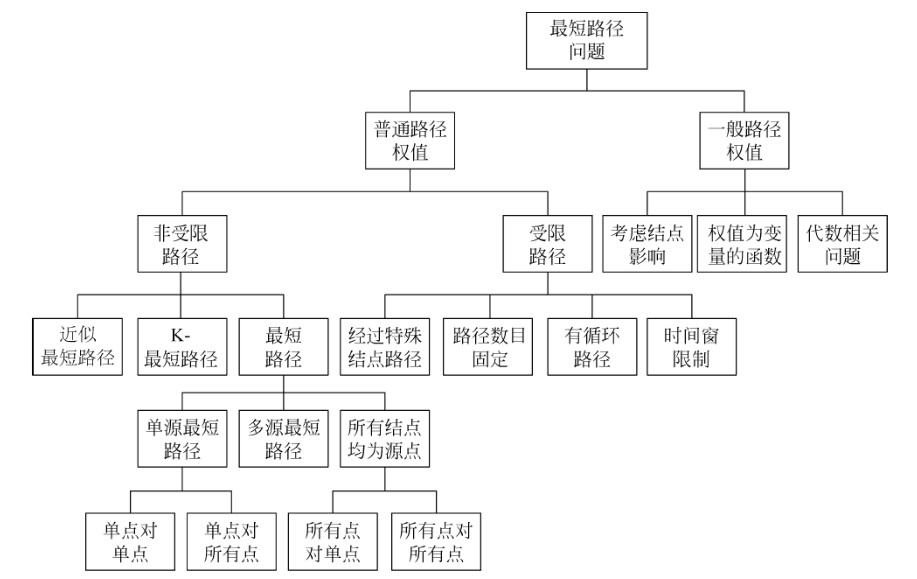 最短路径
问题
普通路径
权值
一般路径
权值
非受限
路径
受限
路径
考虑结点
影响
权值为变
量的函数
代数相关
问题
近似
最短路径
K-
最短路径
最短
路径
经过特殊
结点路径
路径数目
固定
有循环
路径
时间窗
限制
单源最短
路径
多源最短
路径
所有结点
均为源点
单点对
单点
单点对
所有点
所有点
对单点
所有点对
所有点